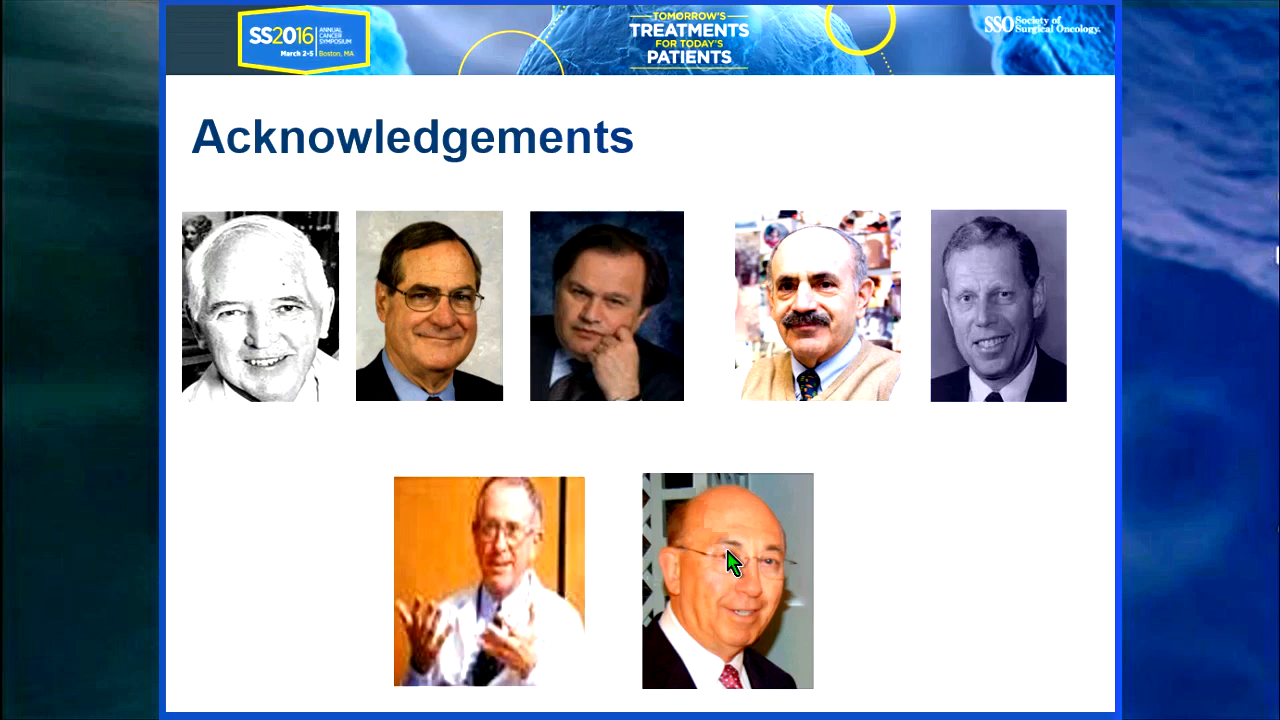 SS2016
ANNUAL
CANCER
SYMPOSIUM
March 2-5 | Boston, MA
TOMORROW'S
TREATMENTS
FOR TODAY'S
PATIENTS
SSO Society of
Surgical Oncology.
Acknowledgements